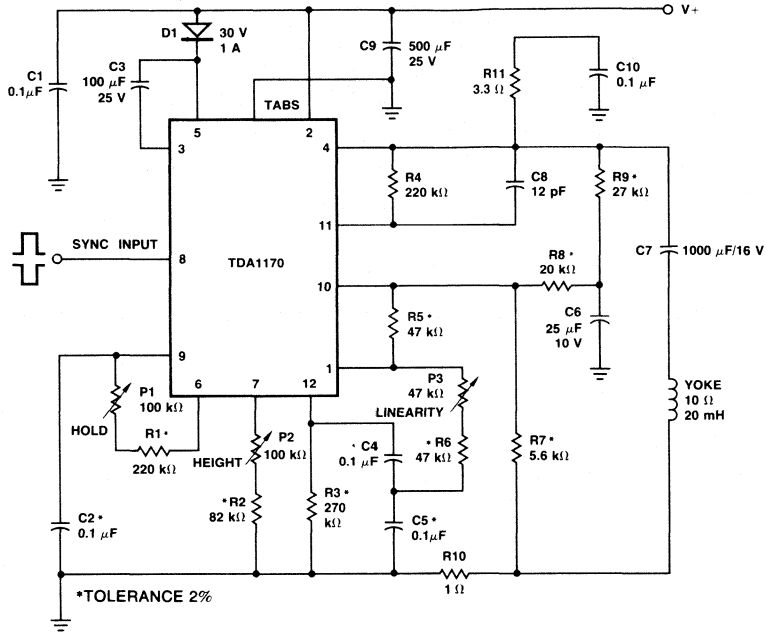 V+
D1
30 V
1 A
C1
0.1µF
C3
100 µF
25 V
C9
500 µF
25 V
R11
3.3 Ω
C10
0.1 µF
TABS
5
2
3
4
R4
220 kΩ
C8
12 pF
R9*
27 kΩ
11
SYNC INPUT
8
TDA1170
C7
1000 µF/16 V
R8*
20 kΩ
10
R5*
47 kΩ
C6
25 µF
10 V
9
1
6
7
12
P1
100 kΩ
HOLD
R1*
220 kΩ
P2
100 kΩ
HEIGHT
P3
47 kΩ
LINEARITY
YOKE
10 Ω
20 mH
C4
0.1 µF
*R6
47 kΩ
R7*
5.6 kΩ
*R2
82 kΩ
R3*
270
kΩ
C2*
0.1 µF
C5*
0.1µF
R10
1 Ω
*TOLERANCE 2%